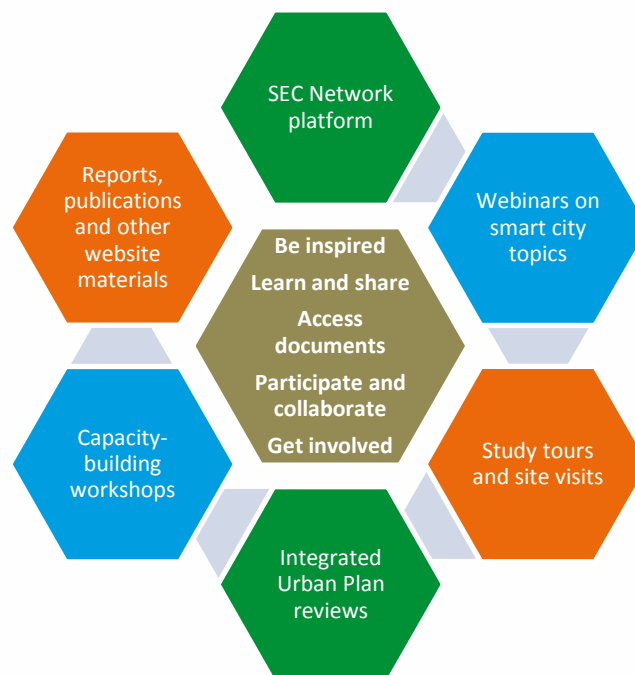 SEC Network
platform
Webinars on
smart city
topics
Study tours
and site visits
Integrated
Urban Plan
reviews
Capacity-
building
workshops
Reports,
publications
and other
website
materials
Be inspired
Learn and share
Access
documents
Participate and
collaborate
Get involved